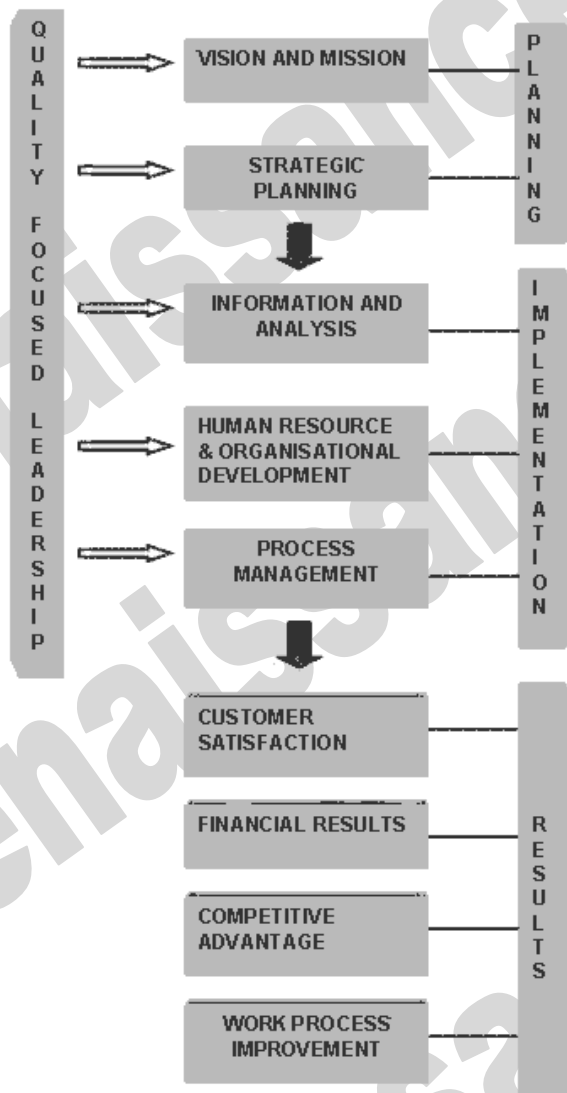 QUALITY FOCUSED LEADERSHIP
VISION AND MISSION
STRATEGIC
PLANNING
PLANNING
INFORMATION AND
ANALYSIS
HUMAN RESOURCE
& ORGANISATIONAL
DEVELOPMENT
PROCESS
MANAGEMENT
IMPLEMENTATION
CUSTOMER
SATISFACTION
FINANCIAL RESULTS
COMPETITIVE
ADVANTAGE
WORK PROCESS
IMPROVEMENT
RESULTS